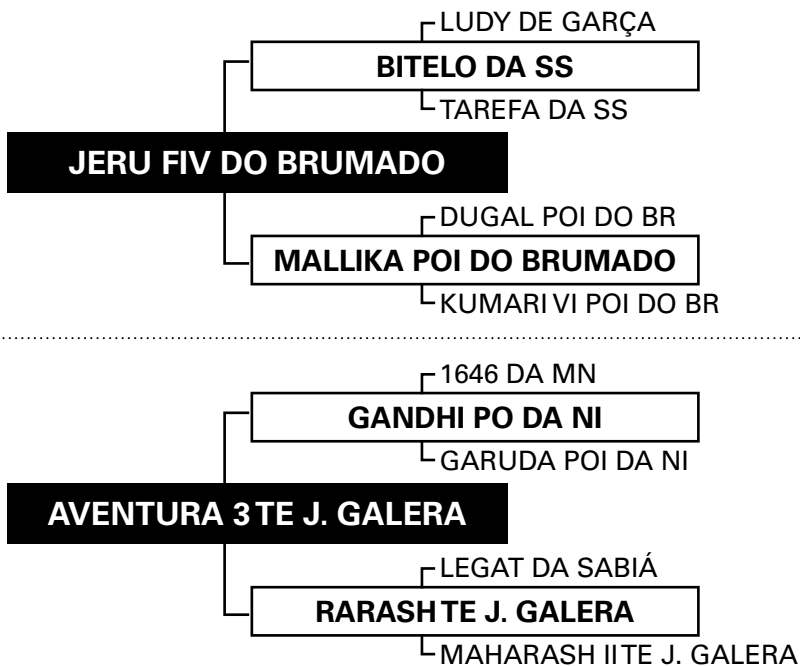 LUDY DE GARÇA
BITELO DA SS
TAREFA DA SS
JERU FIV DO BRUMADO
DUGAL POI DO BR
MALLIKA POI DO BRUMADO
KUMARI VI POI DO BR
1646 DA MN
GANDHI PO DA NI
GARUDA POI DA NI
AVENTURA 3 TE J. GALERA
LEGAT DA SABIÁ
RARASH TE J. GALERA
MAHARASH II TE J. GALERA